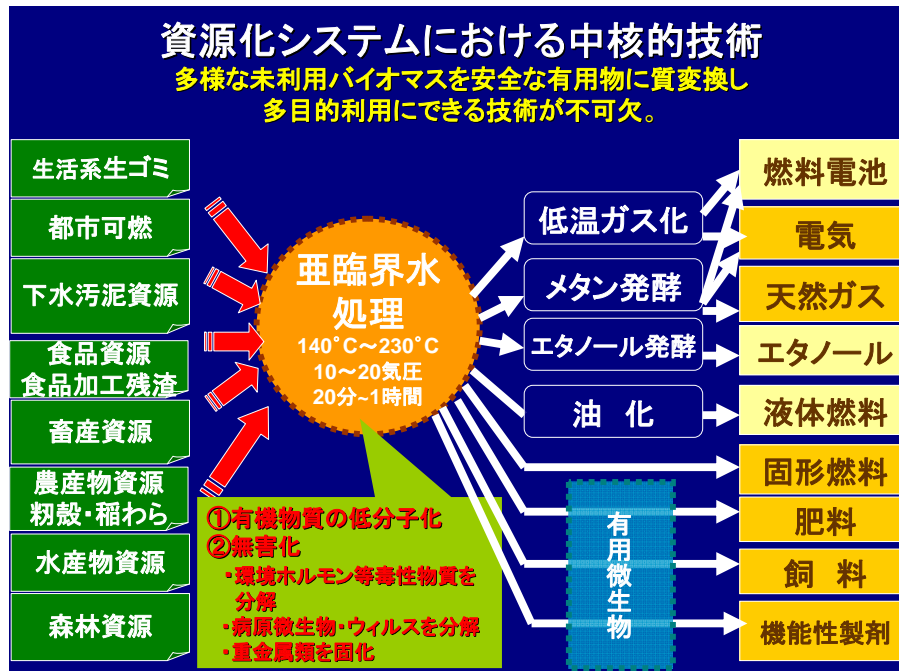 資源化システムにおける中核的技術
多様な未利用バイオマスを安全な有用物に質変換し
多目的利用にできる技術が不可欠。
生活系生ゴミ
都市可燃
下水汚泥資源
食品資源
食品加工残渣
畜産資源
農産物資源
籾殻・稲わら
水産物資源
森林資源
亜臨界水
処理
140°C～230°C
10～20気圧
20分~1時間
①有機物質の低分子化
②無害化
・環境ホルモン等毒性物質を
分解
・病原微生物・ウィルスを分解
・重金属類を固化
低温ガス化
メタン発酵
エタノール発酵
油 化
有用微生物
燃料電池
電気
天然ガス
エタノール
液体燃料
固形燃料
肥料
飼 料
機能性製剤